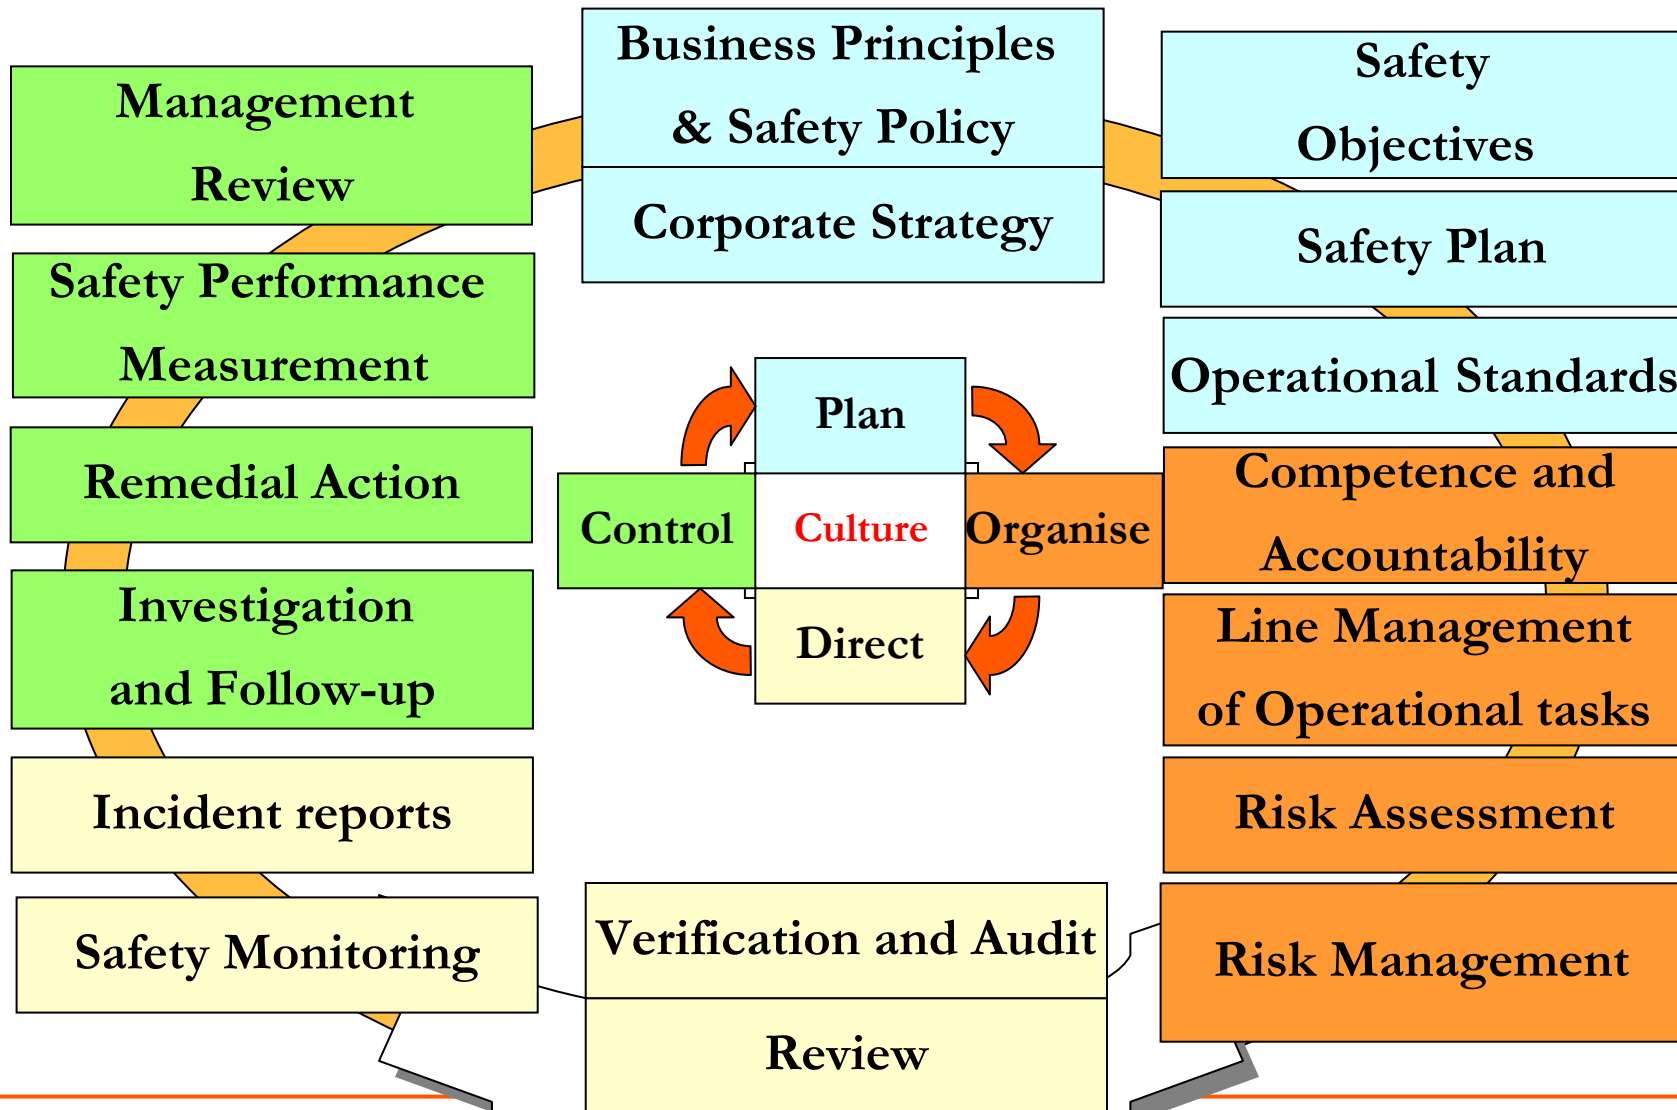 Business Principles
& Safety Policy
Corporate Strategy
Safety
Objectives
Safety Plan
Operational Standards
Competence and
Accountability
Line Management
of Operational tasks
Risk Assessment
Risk Management
Verification and Audit
Review
Safety Monitoring
Incident reports
Investigation
and Follow-up
Remedial Action
Safety Performance
Measurement
Management
Review
Plan
Organise
Direct
Control
Culture